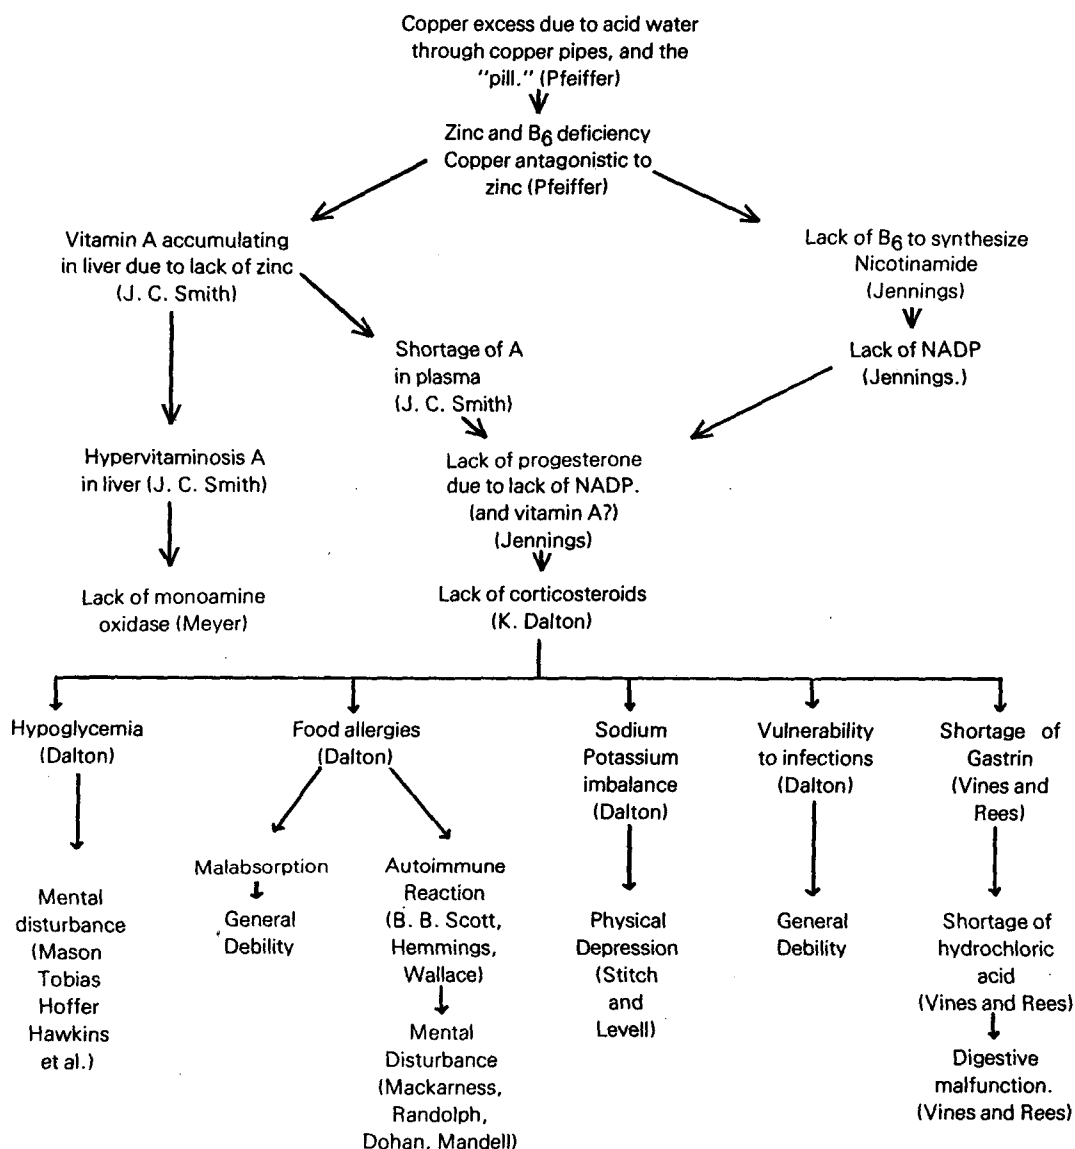 Copper excess due to acid water
through copper pipes, and the
"pill." (Pfeiffer)
Zinc and B6 deficiency
Copper antagonistic to
zinc (Pfeiffer)
Vitamin A accumulating
in liver due to lack of zinc
(J. C. Smith)
Lack of B6 to synthesize
Nicotinamide
(Jennings)
Shortage of A
in plasma
(J. C. Smith)
Lack of NADP
(Jennings.)
Hypervitaminosis A
in liver (J. C. Smith)
Lack of progesterone
due to lack of NADP.
(and vitamin A?)
(Jennings)
Lack of monoamine
oxidase (Meyer)
Lack of corticosteroids
(K. Dalton)
Hypoglycemia
(Dalton)
Food allergies
(Dalton)
Sodium
Potassium
imbalance
(Dalton)
Vulnerability
to infections
(Dalton)
Shortage of
Gastrin
(Vines and
Rees)
Mental
disturbance
(Mason
Tobias
Hoffer
Hawkins
et al.)
Malabsorption
General
Debility
Autoimmune
Reaction
(B. B. Scott,
Hemmings,
Wallace)
Mental
Disturbance
(Mackarness,
Randolph,
Dohan, Mandell)
Physical
Depression
(Stitch
and
Levell)
General
Debility
Shortage of
hydrochloric
acid
(Vines and Rees)
Digestive
malfunction.
(Vines and Rees)